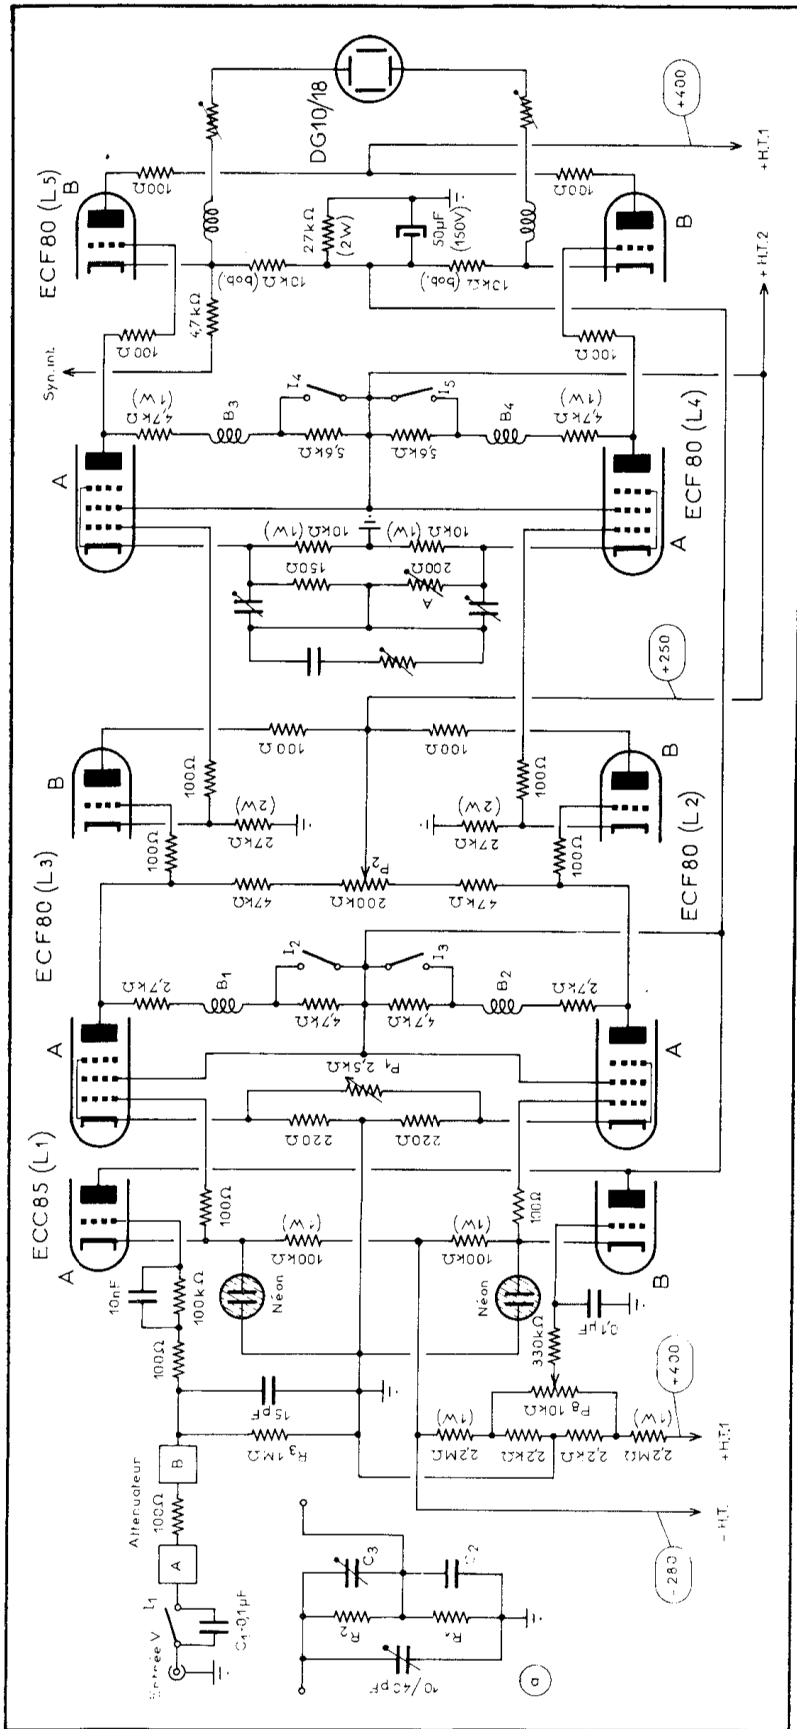 DG10/18
+400
+H.T.1
100Ω
ECF80 (L5)
B
100Ω
B
27kΩ
(2W)
50μF
(150V)
10kΩ (bob.)
10kΩ (bob.)
4,7kΩ
+H.T.2
Syn.int.
100Ω
100Ω
4,7kΩ
(1W)
B3
I4
5,6kΩ
5,6kΩ
I5
B4
4,7kΩ
(1W)
A
ECF80 (L4)
A
10kΩ (1W)
10kΩ (1W)
150Ω
200Ω
A
+250
B
100Ω
100Ω
B
100Ω
100Ω
27kΩ
(2W)
27kΩ
(2W)
ECF80 (L3)
100Ω
100Ω
ECF80 (L2)
47kΩ
200kΩ
P2
47kΩ
2,7kΩ
B1
I2
4,7kΩ
4,7kΩ
I3
B2
2,7kΩ
A
P1 2,5kΩ
A
220Ω
220Ω
ECC85 (L1)
A
100Ω
100Ω
B
100kΩ
(1W)
100kΩ
(1W)
10nF
100kΩ
Néon
Néon
0,1μF
100Ω
330kΩ
15pF
P8 10kΩ
+400
R3 1MΩ
2,2MΩ
(1W)
2,2kΩ
2,2kΩ
2,2MΩ
(1W)
+H.T.1
Atténuateur
B
100Ω
A
- H.T.
-280
I1
Entrée V
C1-0,1μF
C3
C2
R2
10/40pF
a